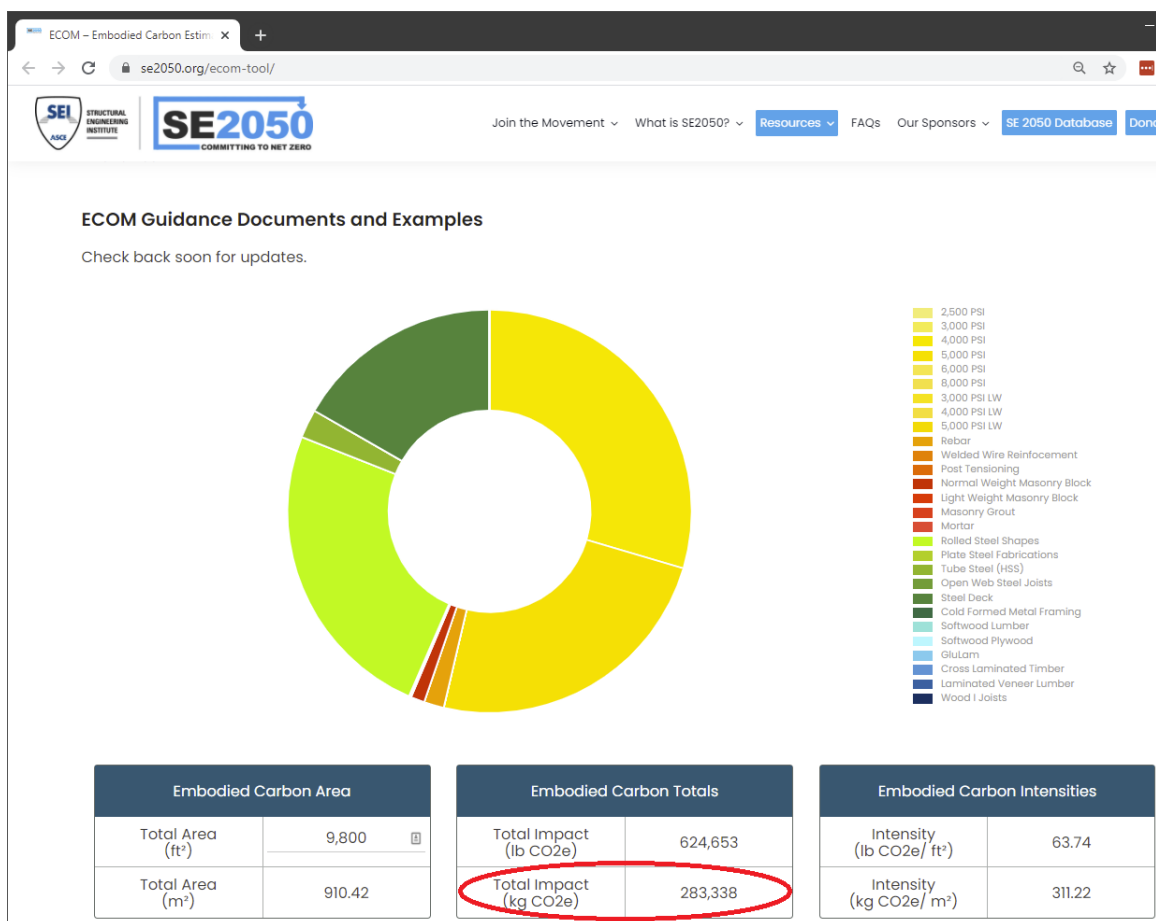 ECOM – Embodied Carbon Estim
se2050.org/ecom-tool/
SEI
ASCE
STRUCTURAL
ENGINEERING
INSTITUTE
SE2050
COMMITTING TO NET ZERO
Join the Movement What is SE2050? Resources FAQs Our Sponsors SE 2050 Database Dona
ECOM Guidance Documents and Examples
Check back soon for updates.
2,500 PSI
3,000 PSI
4,000 PSI
5,000 PSI
6,000 PSI
8,000 PSI
3,000 PSI LW
4,000 PSI LW
5,000 PSI LW
Rebar
Welded Wire Reinfocement
Post Tensioning
Normal Weight Masonry Block
Light Weight Masonry Block
Masonry Grout
Mortar
Rolled Steel Shapes
Plate Steel Fabrications
Tube Steel (HSS)
Open Web Steel Joists
Steel Deck
Cold Formed Metal Framing
Softwood Lumber
Softwood Plywood
GluLam
Cross Laminated Timber
Laminated Veneer Lumber
Wood I Joists
Embodied Carbon Area
Total Area
(ft²)
9,800
Total Area
(m²)
910.42
Embodied Carbon Totals
Total Impact
(lb CO2e)
624,653
Total Impact
(kg CO2e)
283,338
Embodied Carbon Intensities
Intensity
(lb CO2e/ ft²)
63.74
Intensity
(kg CO2e/ m²)
311.22